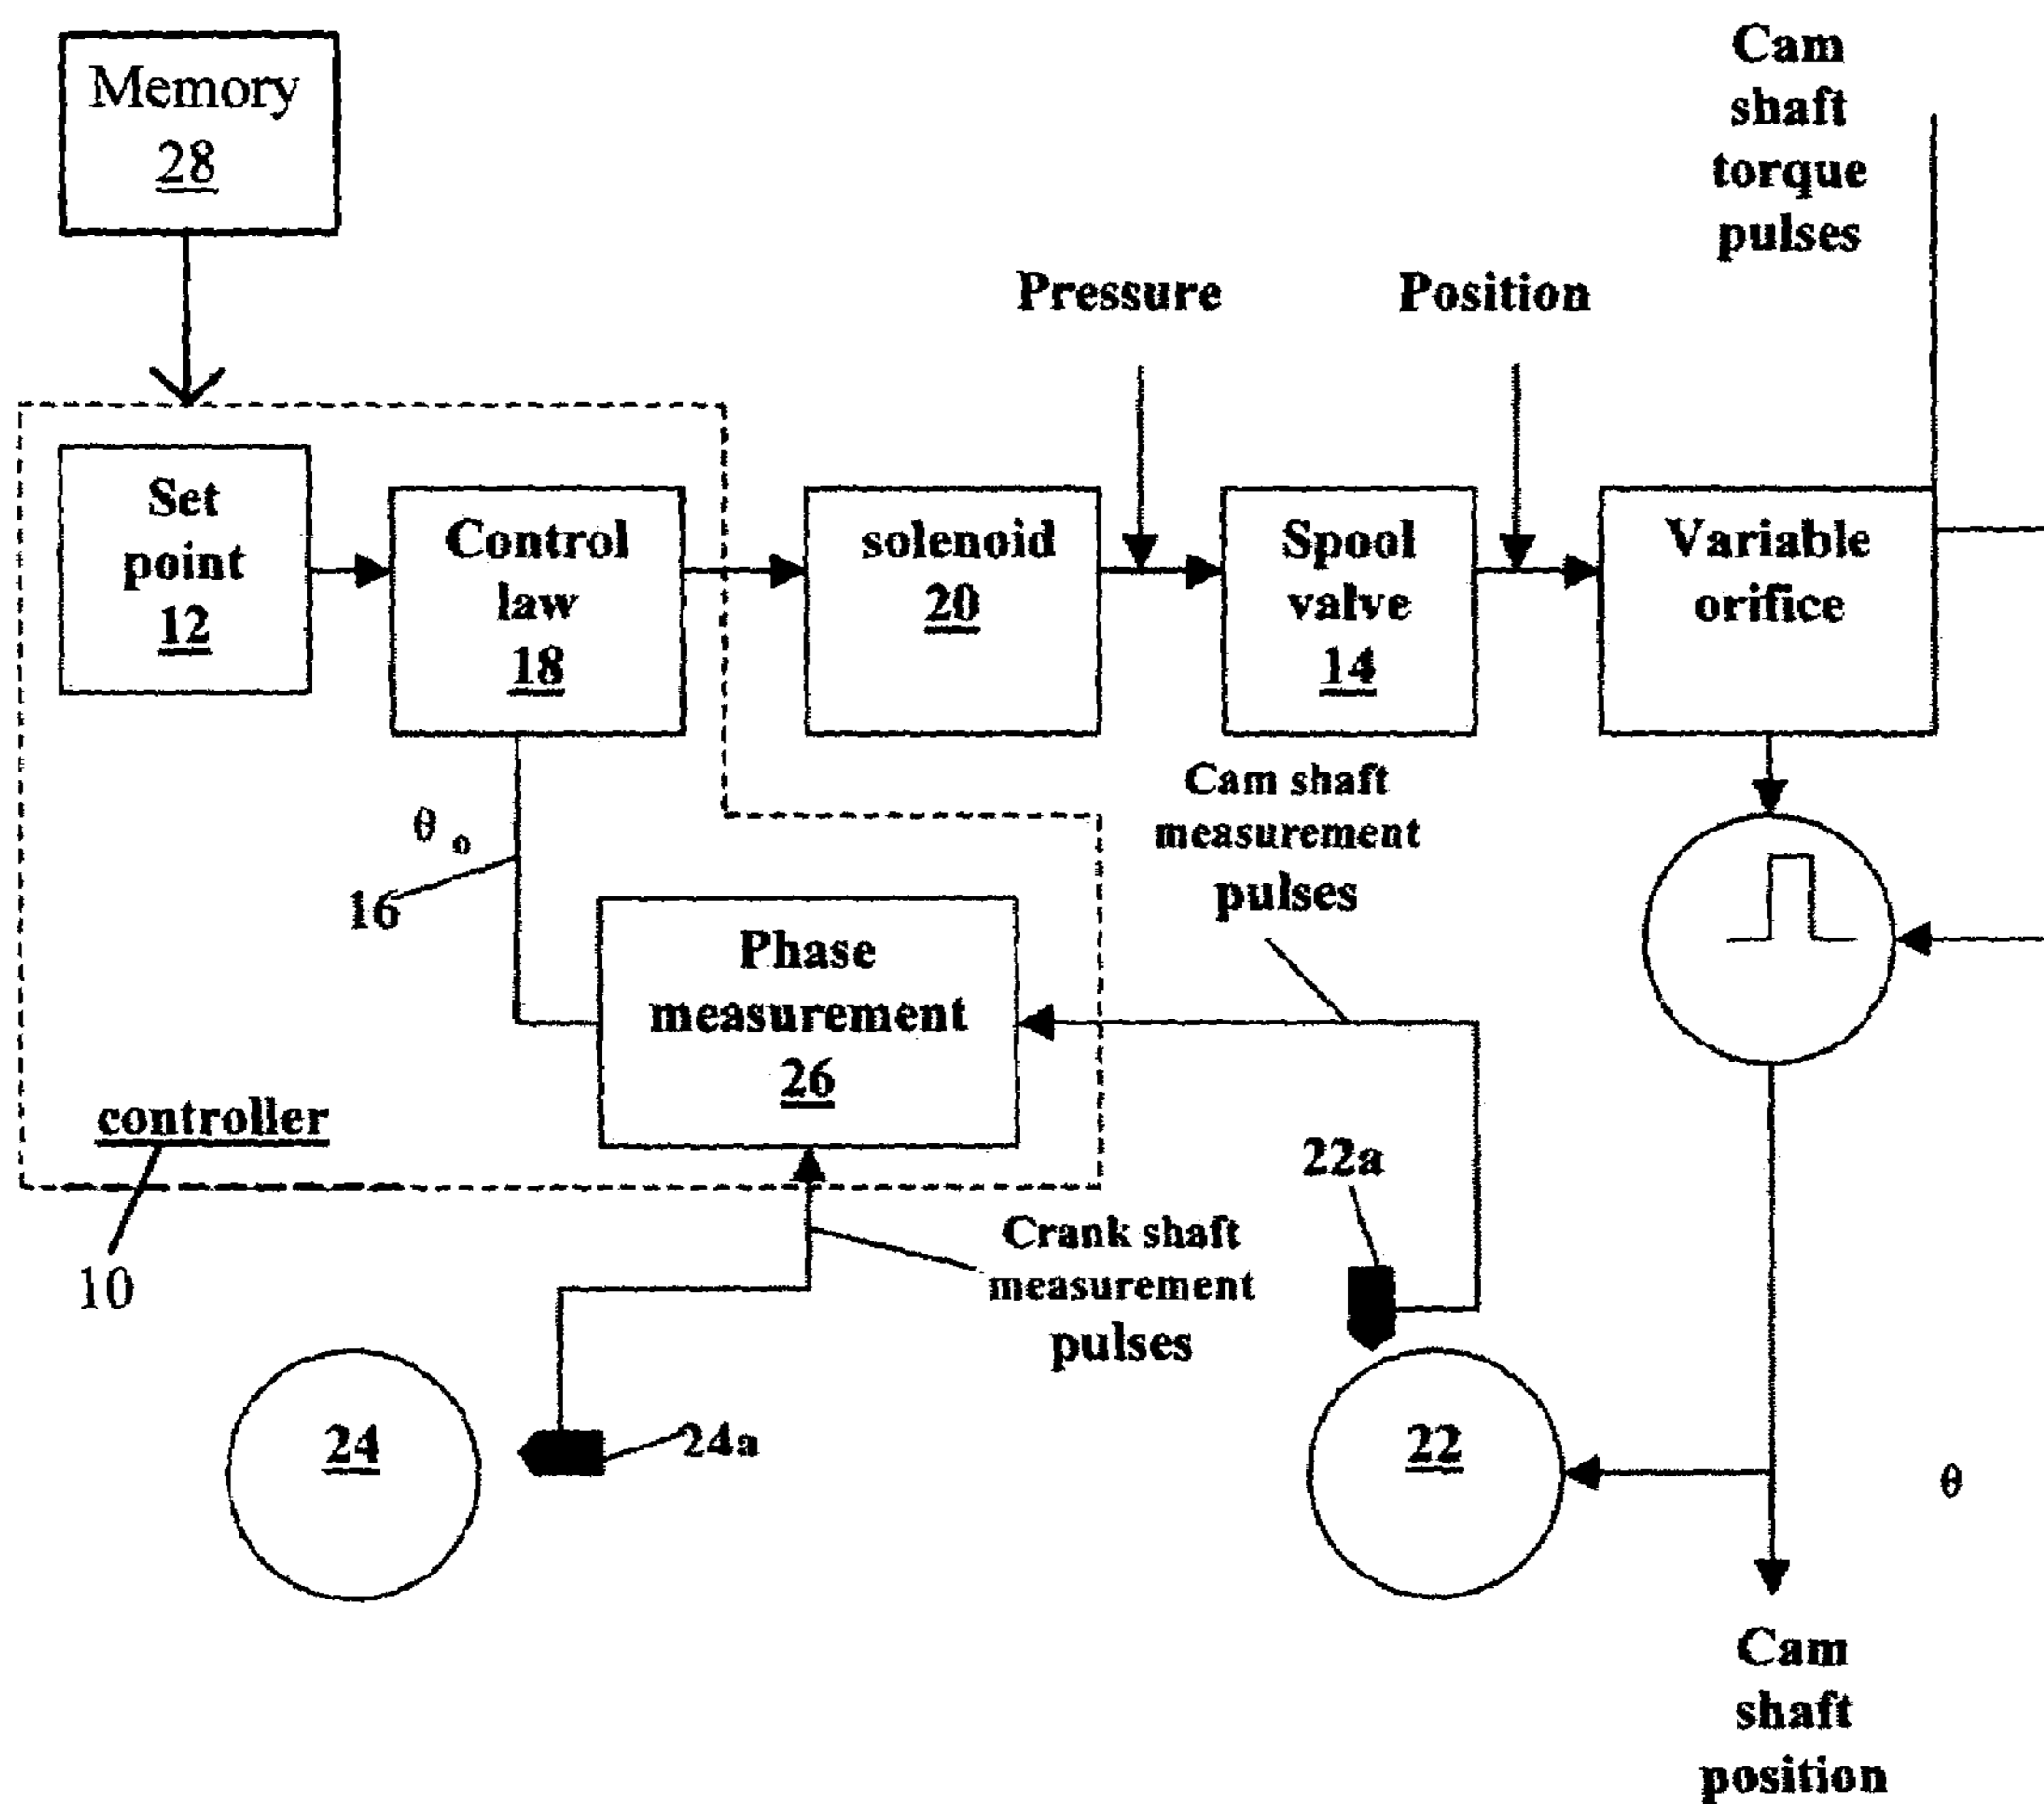 Memory
28
Cam
shaft
torque
pulses
Pressure
Position
Set
point
12
Control
law
18
solenoid
20
Spool
valve
14
Variable
orifice
θ o
16
Cam shaft
measurement
pulses
Phase
measurement
26
controller
10
22a
Crank shaft
measurement
pulses
24
24a
22
θ
Cam
shaft
position